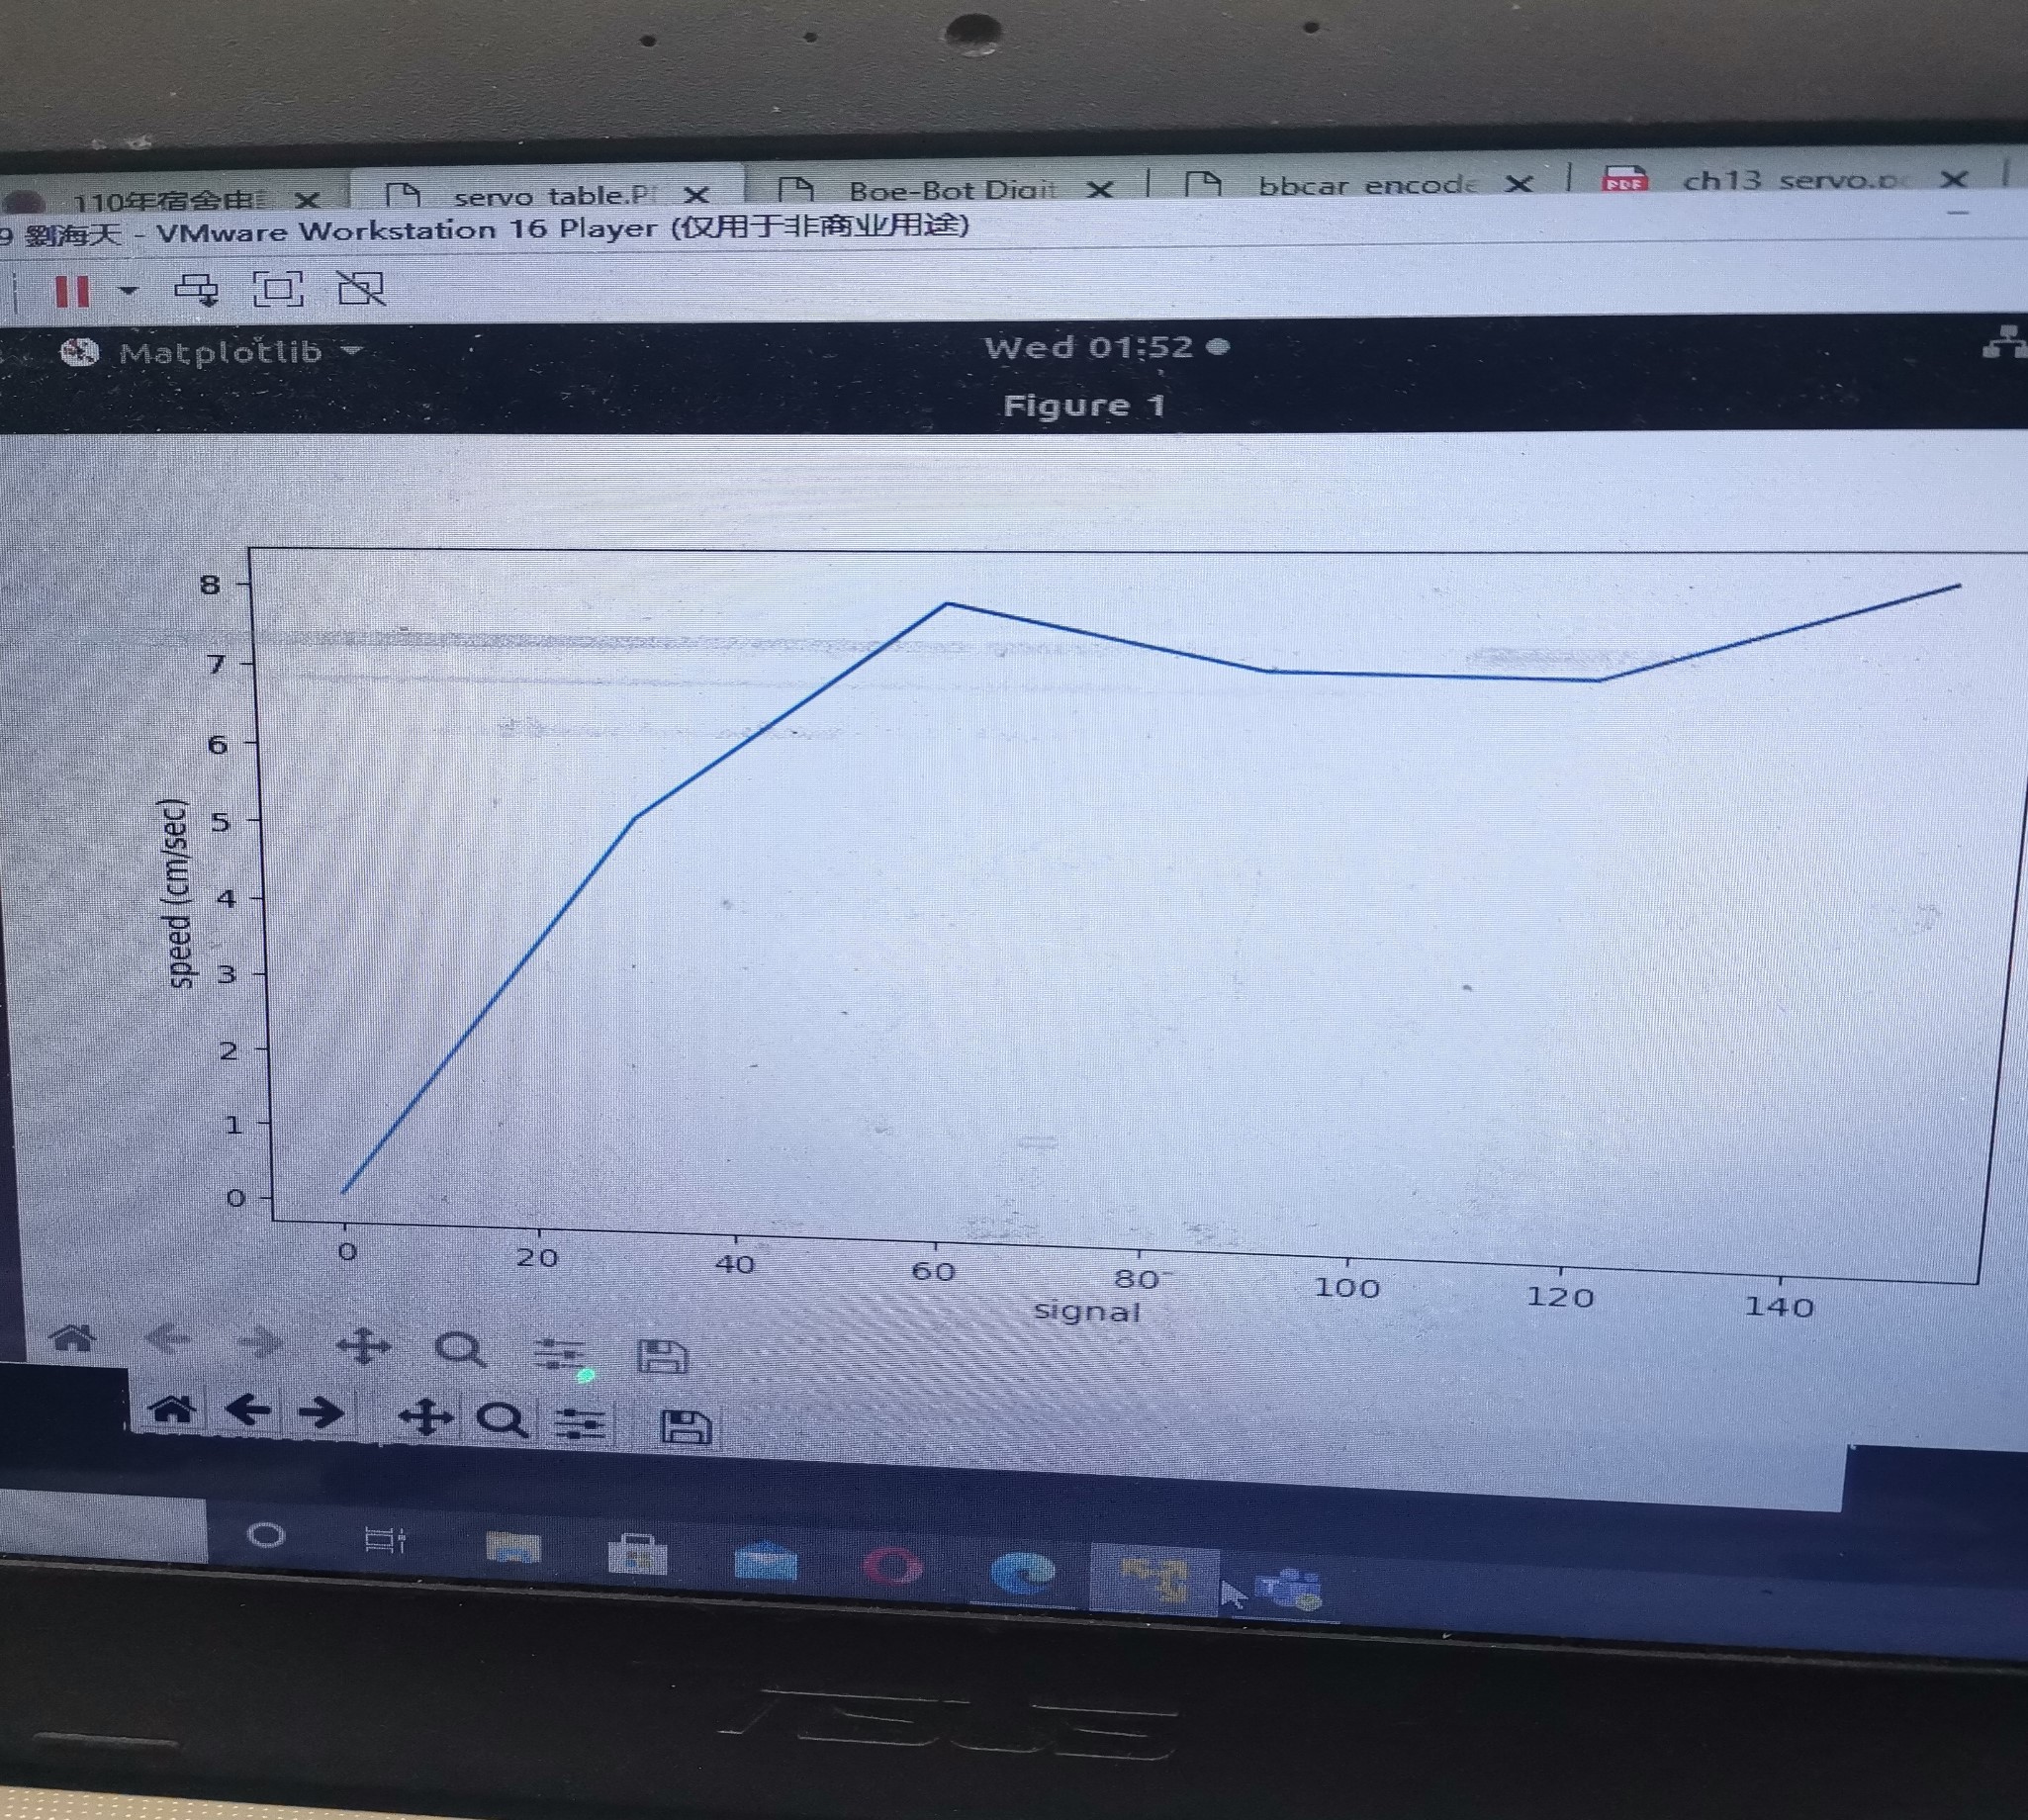 110年宿舍申
servo table.P
Boe-Bot Digit
bbcar encode
PDF
ch13 servo.p
9 劉海天 - VMware Workstation 16 Player (仅用于非商业用途)
Matplotlib
Wed 01:52
Figure 1
8
7
6
5
4
3
2
1
0
speed (cm/sec)
0 20 40 60 80 100 120 140
signal
T
ASUS